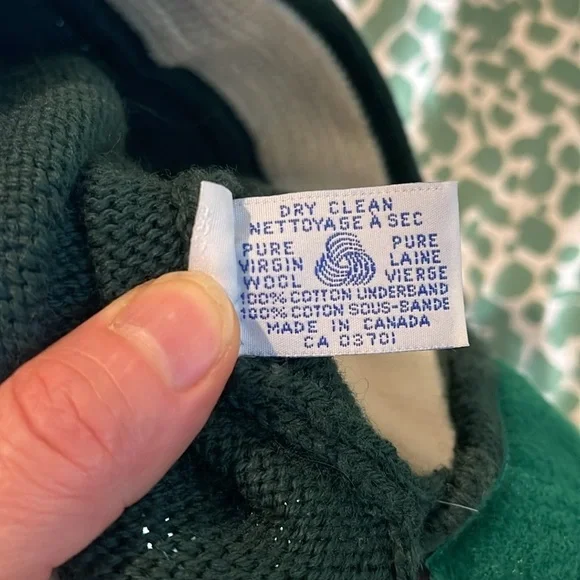 DRY CLEAN
NETTOYAGE À SEC
PURE VIRGIN WOOL
PURE LAINE VIERGE
100% COTTON UNDERBAND
100% COTON SOUS-BANDE
MADE IN CANADA
CA 03701